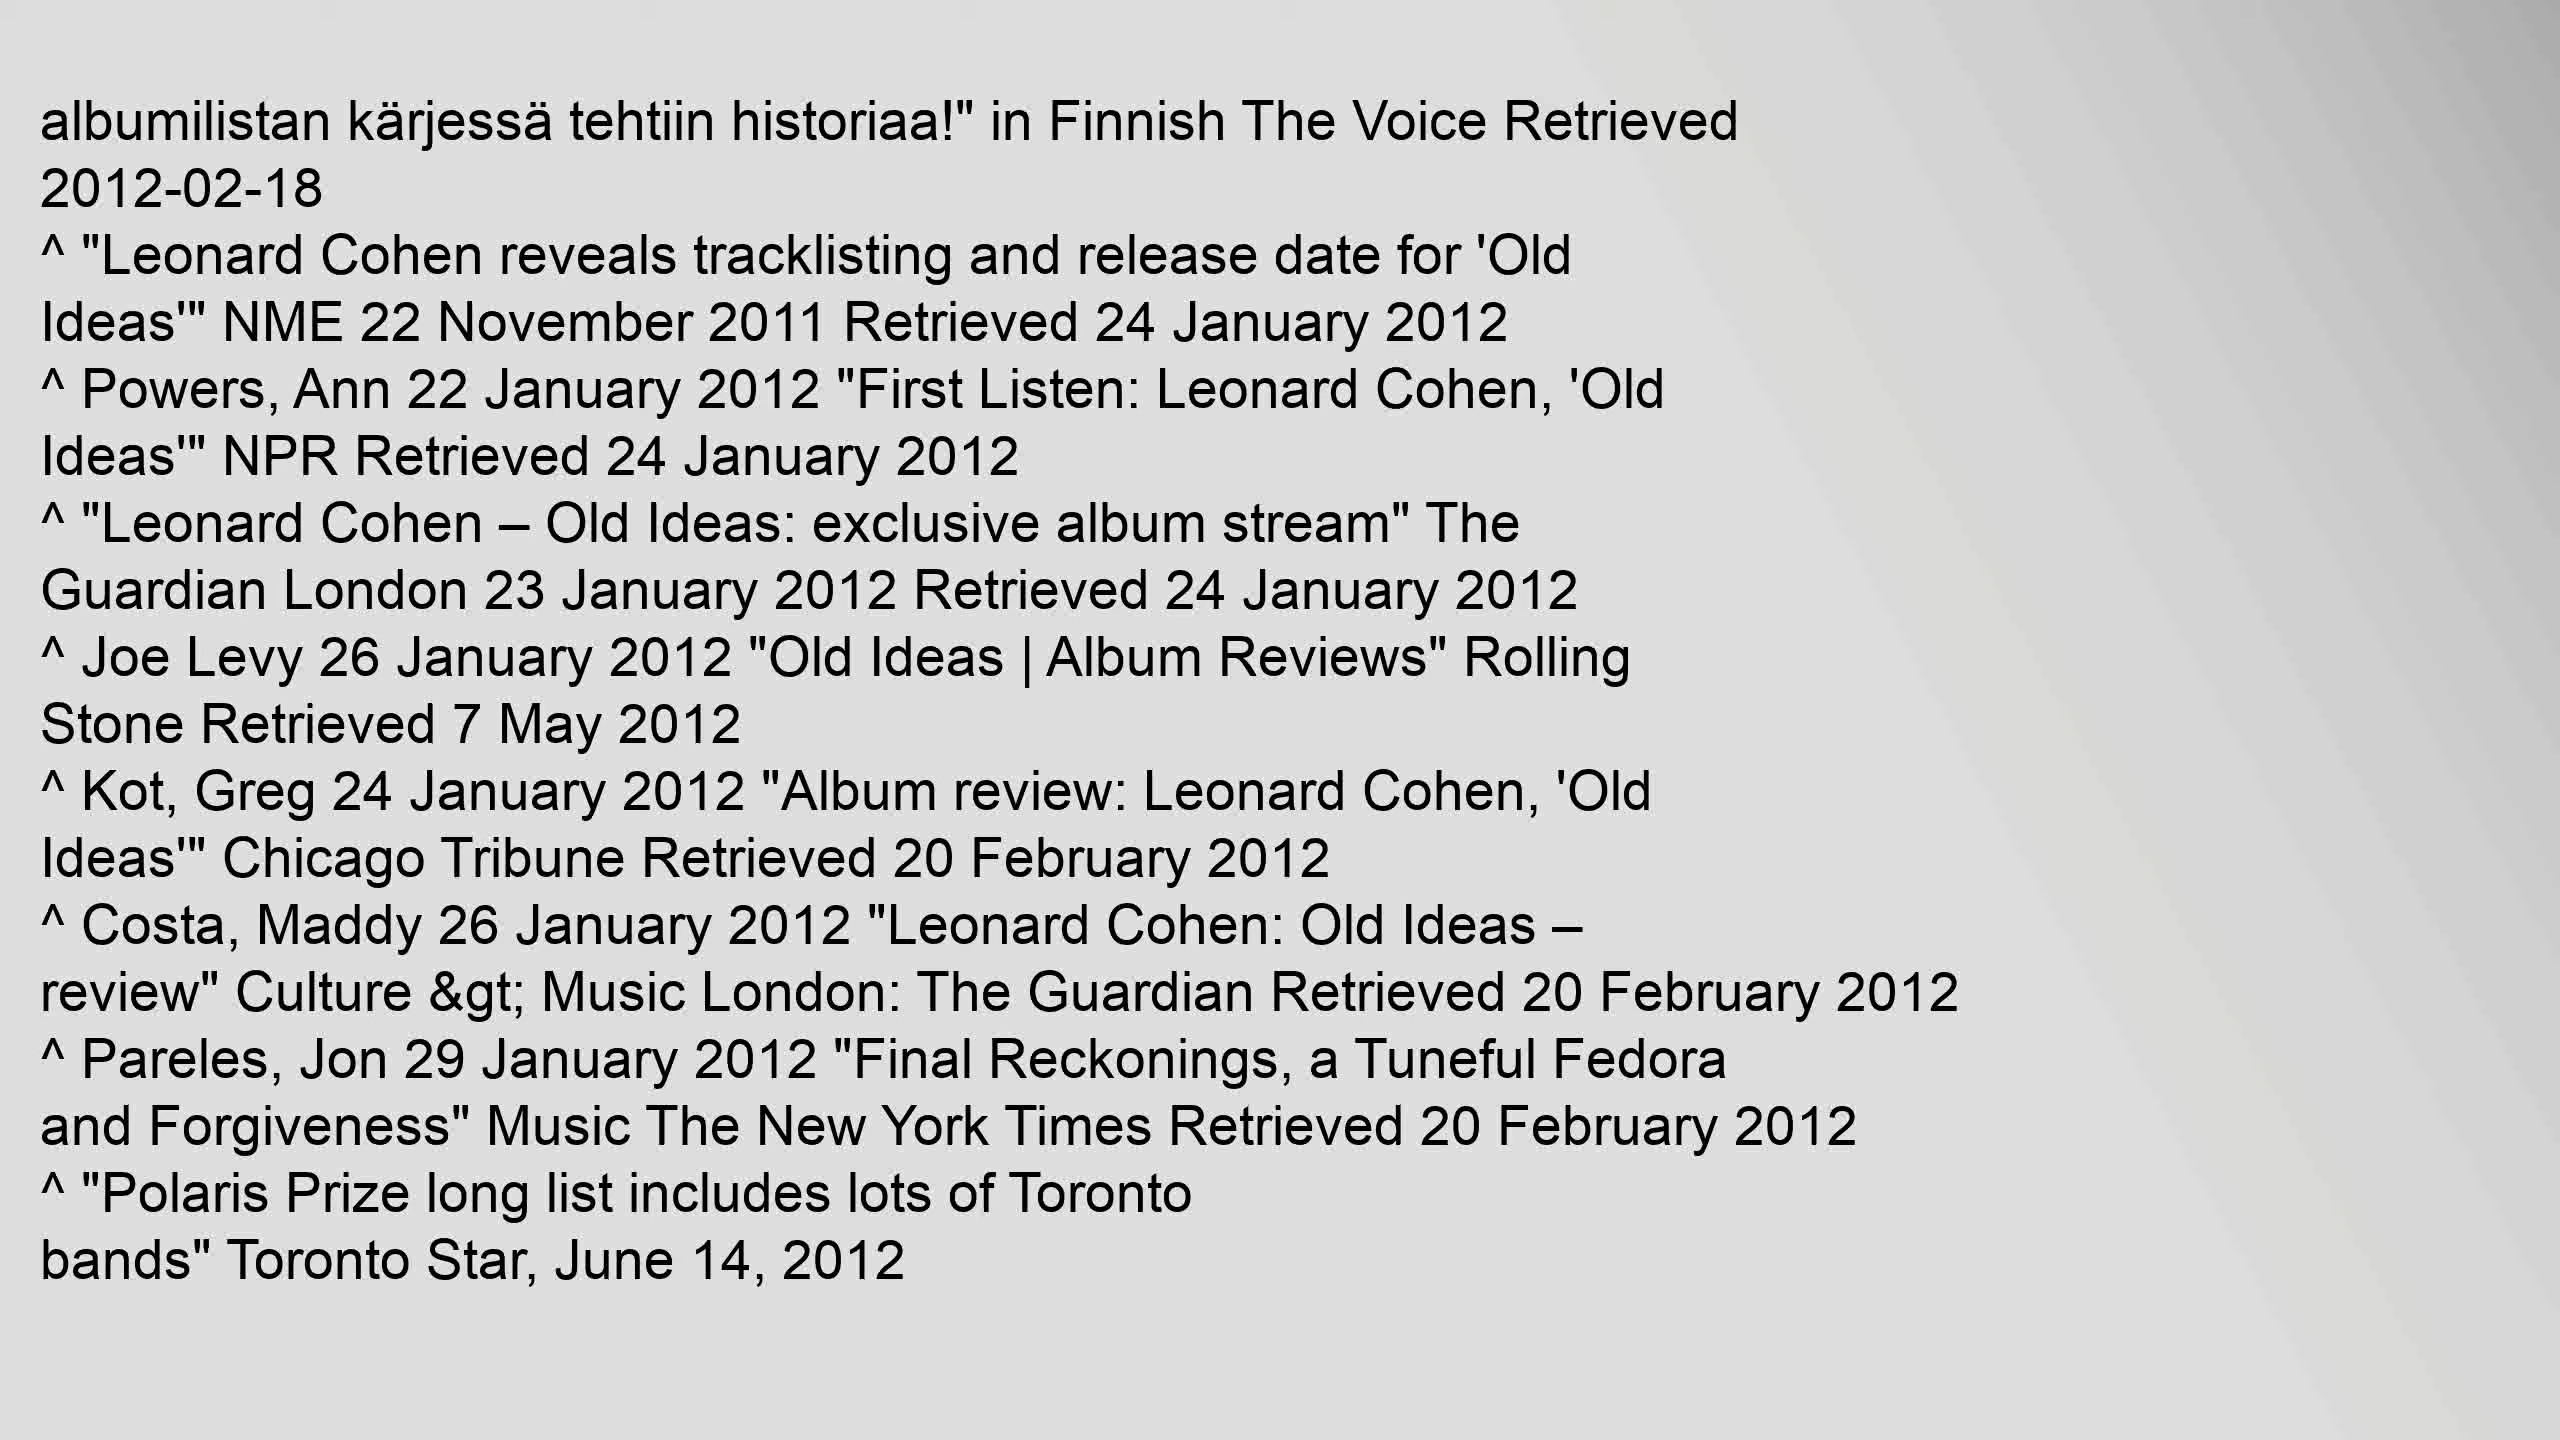 albumilistan kärjessä tehtiin historiaa!" in Finnish The Voice Retrieved
2012-02-18
^ "Leonard Cohen reveals tracklisting and release date for 'Old
Ideas'" NME 22 November 2011 Retrieved 24 January 2012
^ Powers, Ann 22 January 2012 "First Listen: Leonard Cohen, 'Old
Ideas'" NPR Retrieved 24 January 2012
^ "Leonard Cohen – Old Ideas: exclusive album stream" The
Guardian London 23 January 2012 Retrieved 24 January 2012
^ Joe Levy 26 January 2012 "Old Ideas | Album Reviews" Rolling
Stone Retrieved 7 May 2012
^ Kot, Greg 24 January 2012 "Album review: Leonard Cohen, 'Old
Ideas'" Chicago Tribune Retrieved 20 February 2012
^ Costa, Maddy 26 January 2012 "Leonard Cohen: Old Ideas –
review" Culture &gt; Music London: The Guardian Retrieved 20 February 2012
^ Pareles, Jon 29 January 2012 "Final Reckonings, a Tuneful Fedora
and Forgiveness" Music The New York Times Retrieved 20 February 2012
^ "Polaris Prize long list includes lots of Toronto
bands" Toronto Star, June 14, 2012